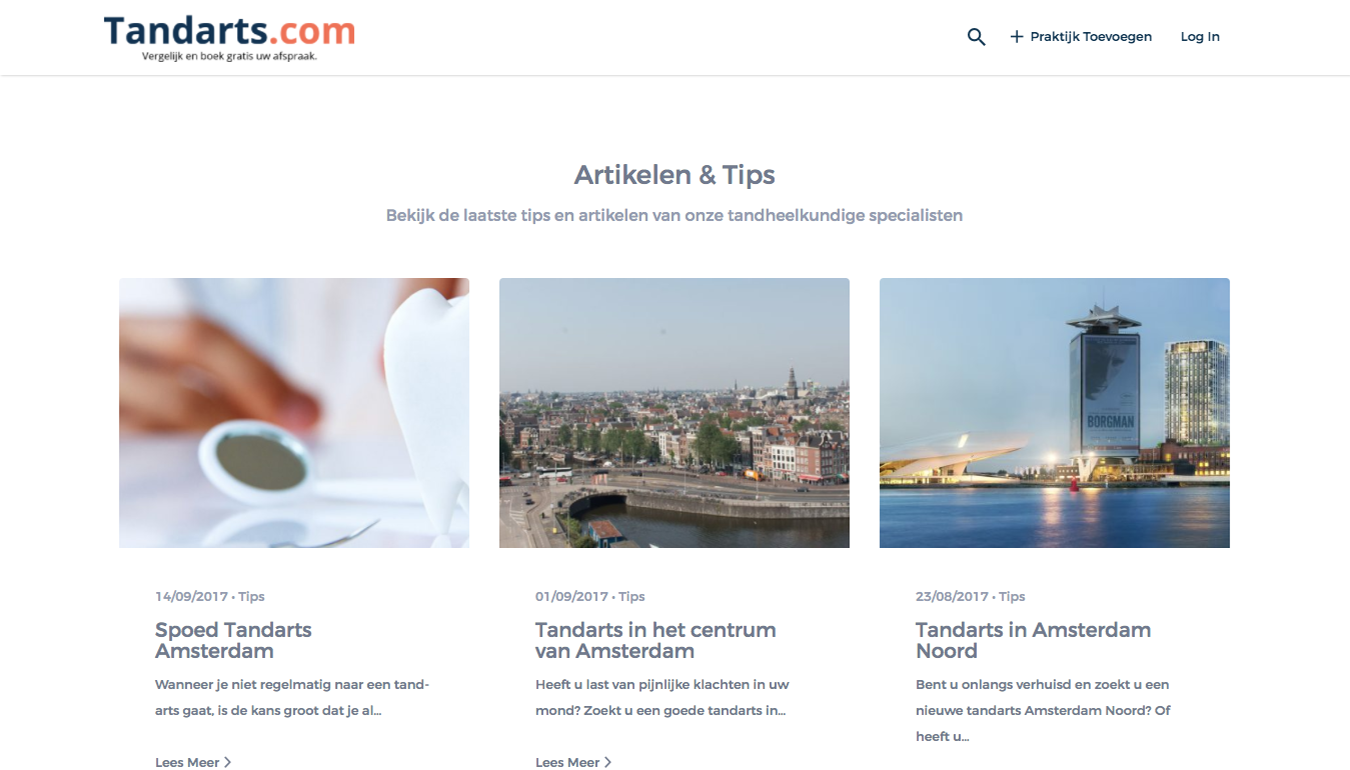 Tandarts.com
Vergelijk en boek gratis uw afspraak.
Praktijk Toevoegen
Log In
Artikelen & Tips
Bekijk de laatste tips en artikelen van onze tandheelkundige specialisten
BORGMAN
14/09/2017 • Tips
Spoed Tandarts
Amsterdam
Wanneer je niet regelmatig naar een tand-
arts gaat, is de kans groot dat je al...
Lees Meer
01/09/2017 • Tips
Tandarts in het centrum
van Amsterdam
Heeft u last van pijnlijke klachten in uw
mond? Zoekt u een goede tandarts in...
Lees Meer
23/08/2017 • Tips
Tandarts in Amsterdam
Noord
Bent u onlangs verhuisd en zoekt u een
nieuwe tandarts Amsterdam Noord? Of
heeft u...